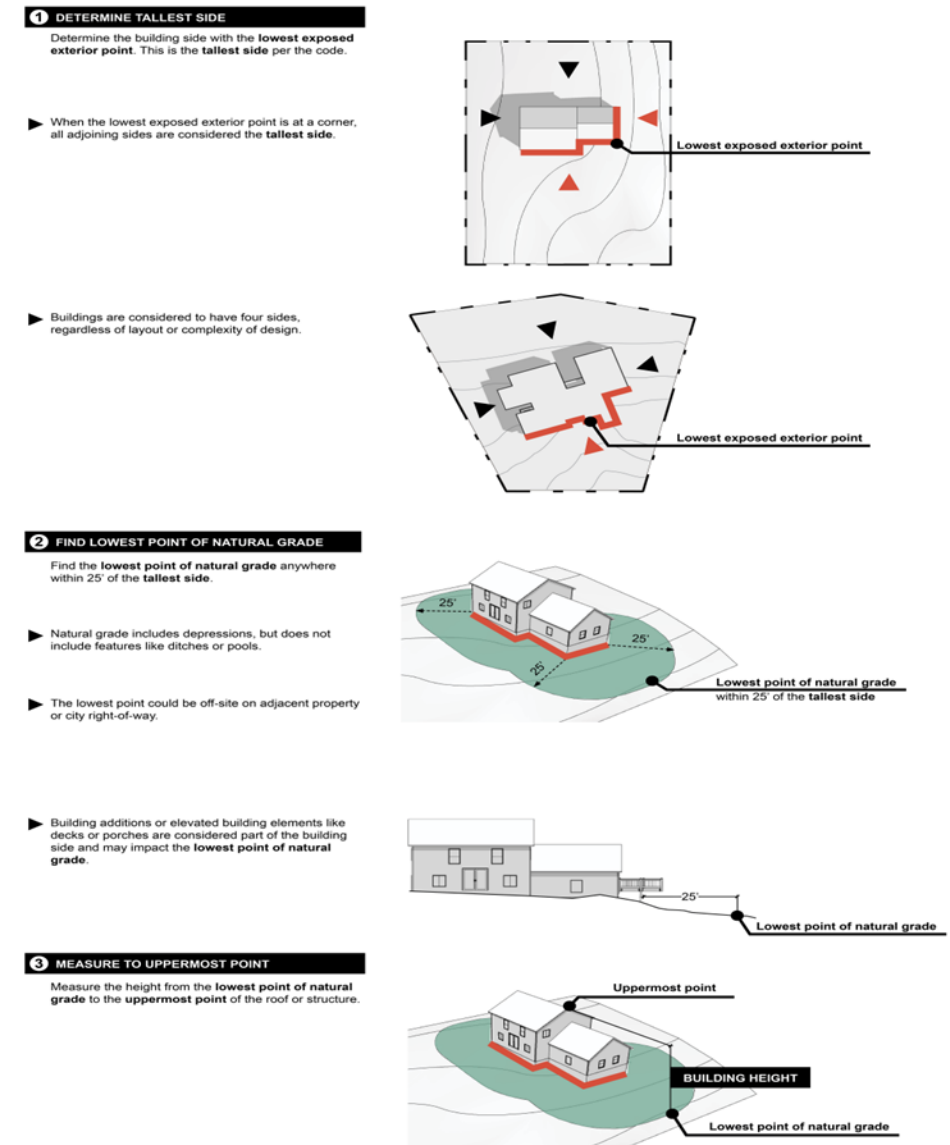 1 DETERMINE TALLEST SIDE
Determine the building side with the lowest exposed
exterior point. This is the tallest side per the code.
When the lowest exposed exterior point is at a corner,
all adjoining sides are considered the tallest side.
Lowest exposed exterior point
Buildings are considered to have four sides,
regardless of layout or complexity of design.
Lowest exposed exterior point
2 FIND LOWEST POINT OF NATURAL GRADE
Find the lowest point of natural grade anywhere
within 25' of the tallest side.
Natural grade includes depressions, but does not
include features like ditches or pools.
The lowest point could be off-site on adjacent property
or city right-of-way.
25'
25'
25'
Lowest point of natural grade
within 25' of the tallest side
Building additions or elevated building elements like
decks or porches are considered part of the building
side and may impact the lowest point of natural
grade.
25'
Lowest point of natural grade
3 MEASURE TO UPPERMOST POINT
Measure the height from the lowest point of natural
grade to the uppermost point of the roof or structure.
Uppermost point
BUILDING HEIGHT
Lowest point of natural grade